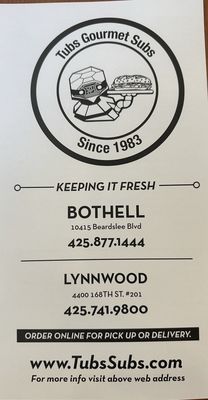 Tubs Gourmet Subs
Since 1983
KEEPING IT FRESH
BOTHELL
10415 Beardslee Blvd
425.877.1444
LYNNWOOD
4400 168TH ST. #201
425.741.9800
ORDER ONLINE FOR PICK UP OR DELIVERY.
www.TubsSubs.com
For more info visit above web address